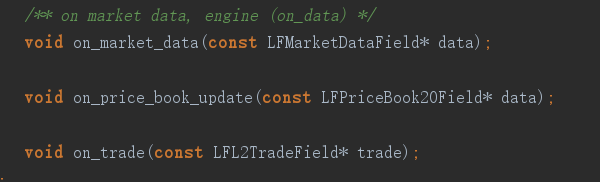 /** on market data, engine (on_data) */
void on_market_data(const LFMarketDataField* data);
void on_price_book_update(const LFPriceBook20Field* data);
void on_trade(const LFL2TradeField* trade);